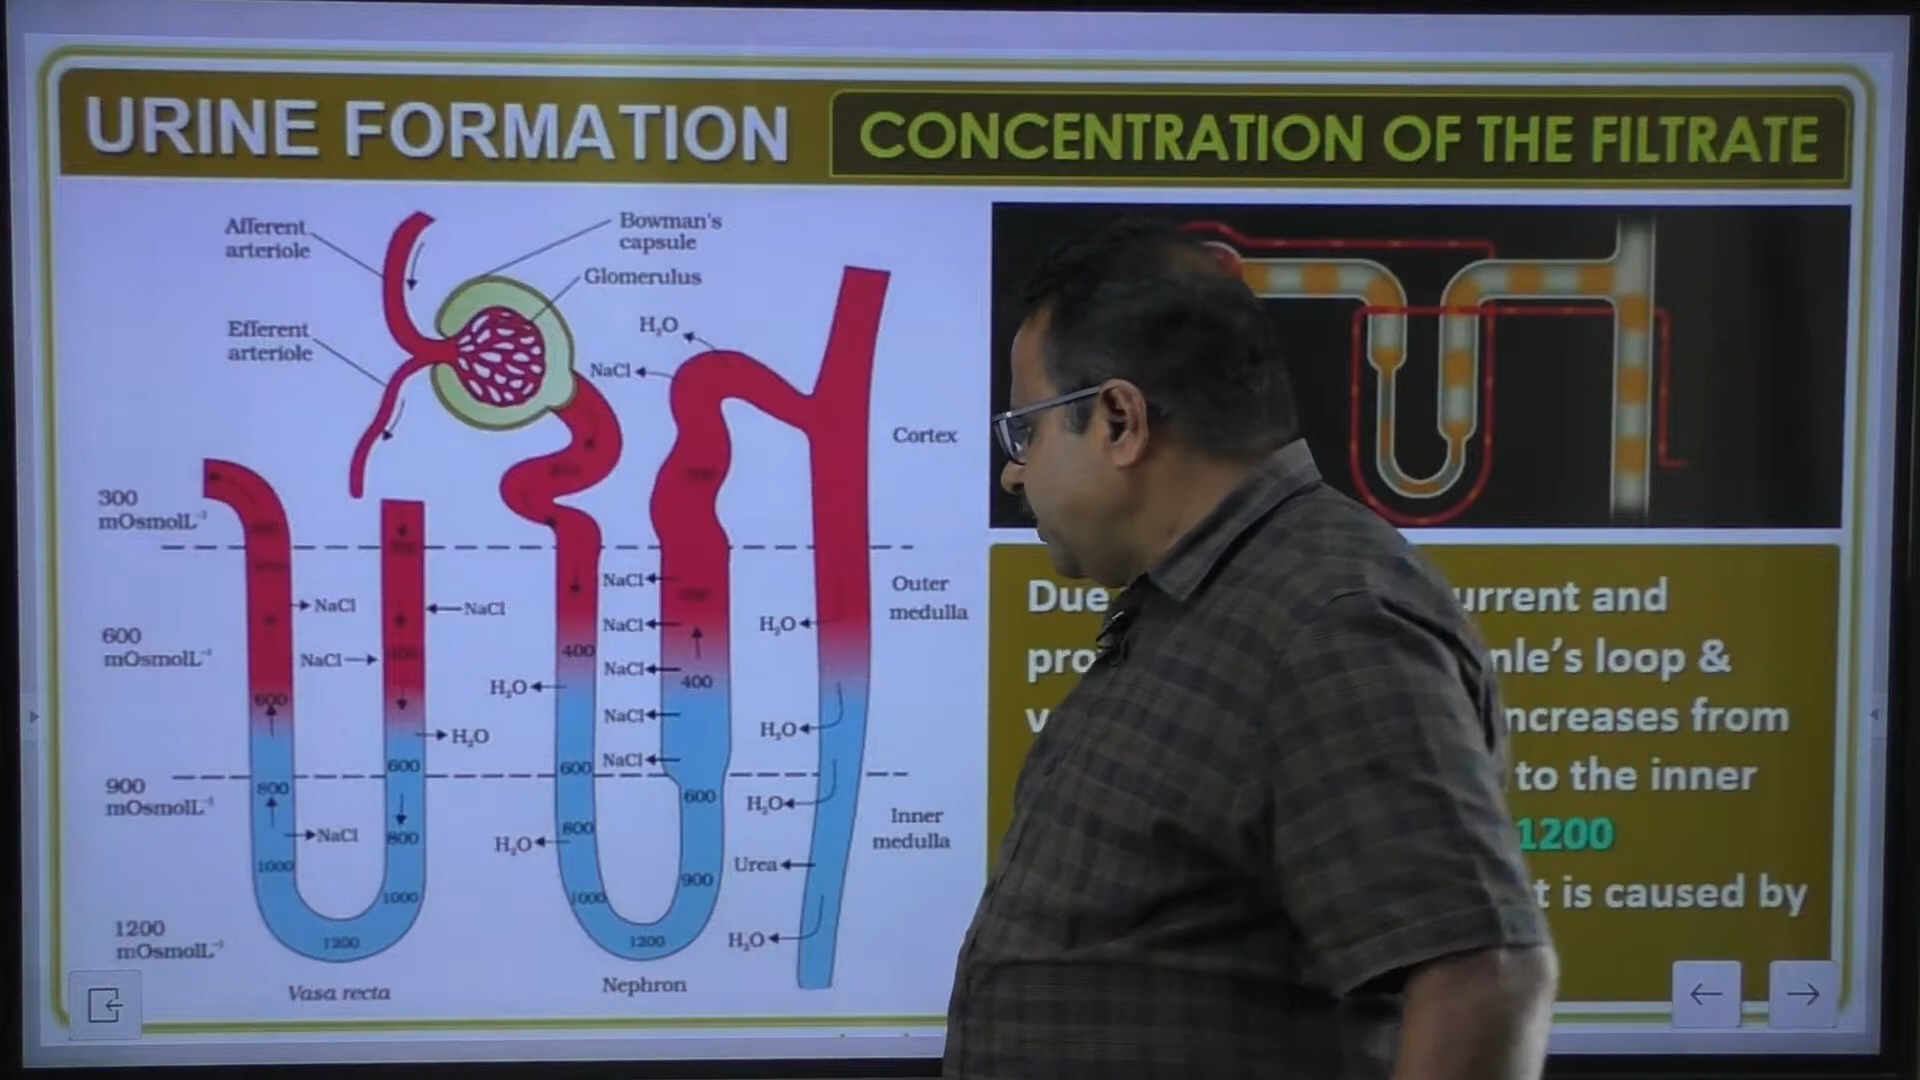 URINE FORMATION
CONCENTRATION OF THE FILTRATE
Afferent
arteriole
Bowman's
capsule
Glomerulus
Efferent
arteriole
H₂O
NaCl
Cortex
300
mOsmolL⁻¹
Outer
medulla
NaCl
NaCl
NaCl
NaCl
H₂O
600
mOsmolL⁻¹
NaCl
400
NaCl
NaCl
400
H₂O
600
NaCl
H₂O
H₂O
NaCl
600
600
900
mOsmolL⁻¹
800
600
H₂O
Inner
medulla
NaCl
800
H₂O
800
Urea
1000
1000
1000
900
1200
mOsmolL⁻¹
1200
1200
H₂O
Vasa recta
Nephron
Due
urrent and
nle's loop &
ncreases from
to the inner
1200
t is caused by